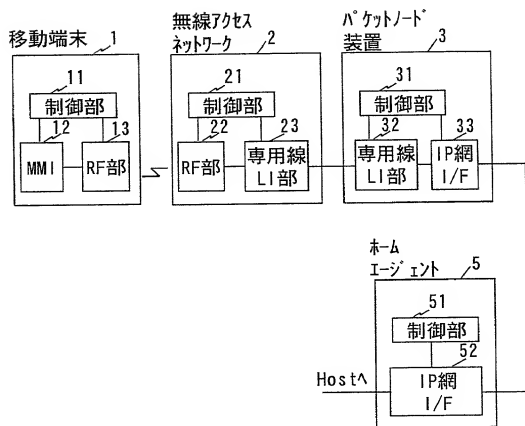 移動端末
1
11
制御部
12
13
MMI
RF部
無線アクセス
ネットワーク
2
21
制御部
22
23
RF部
専用線
LI部
パケットノード
装置
3
31
制御部
32
33
専用線
LI部
IP網
I/F
ホーム
エージェント
5
51
制御部
52
IP網
I/F
Hostへ